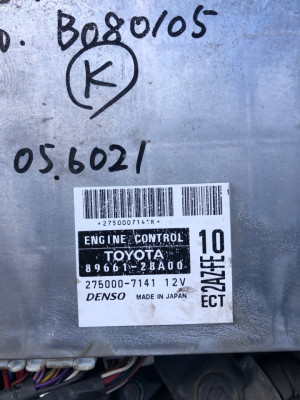 B080105
K
05.6021
*2750007141R*
ENGINE CONTROL
TOYOTA
89661-28A00
275000-7141 12V
DENSO MADE IN JAPAN
10
2AZ-FE
ECT